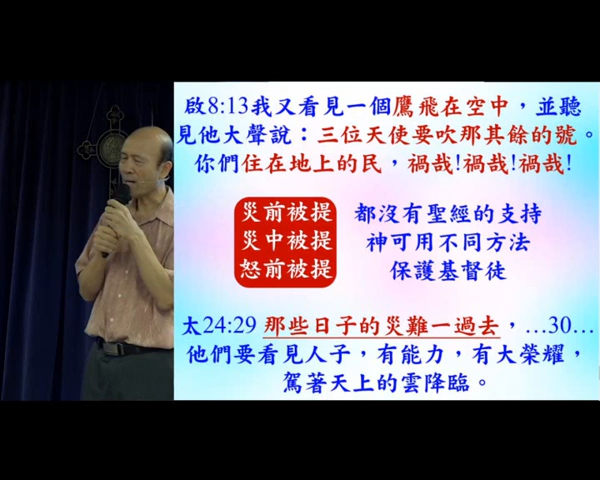 啟8:13我又看見一個鷹飛在空中，並聽
見他大聲說：三位天使要吹那其餘的號。
你們住在地上的民，禍哉!禍哉!禍哉!
災前被提 都沒有聖經的支持
災中被提 神可用不同方法
怒前被提 保護基督徒
太24:29 那些日子的災難一過去，…30…
他們要看見人子，有能力，有大榮耀，
駕著天上的雲降臨。